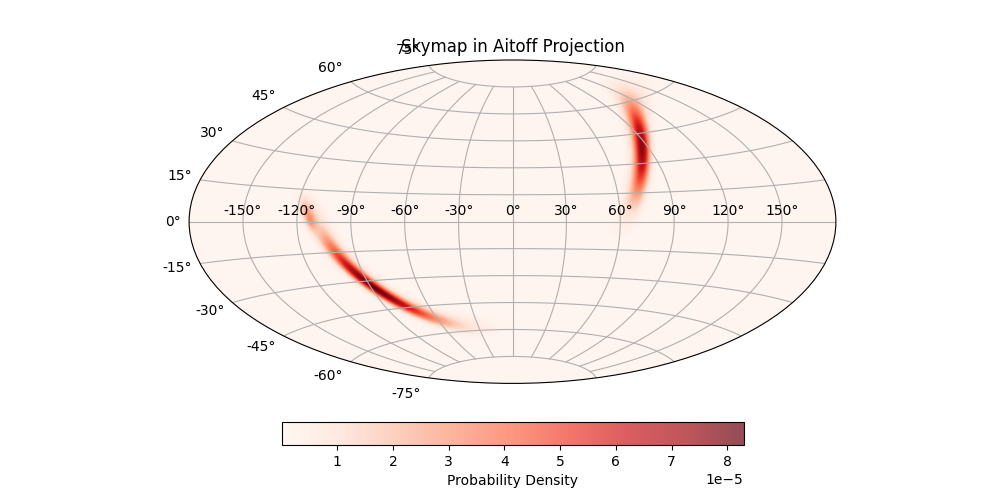 Skymap in Aitoff Projection
75°
60°
45°
30°
15°
0°
-15°
-30°
-45°
-60°
-75°
-150° -120° -90° -60° -30° 0° 30° 60° 90° 120° 150°
1 2 3 4 5 6 7 8
1e−5
Probability Density